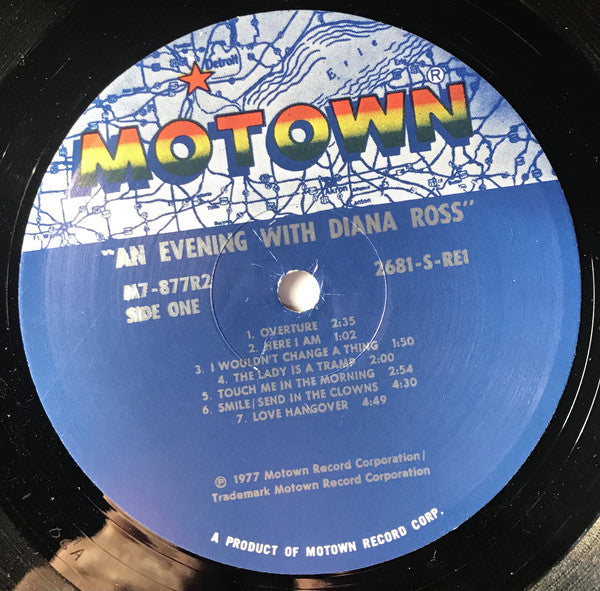 Detroit
Erie
MOTOWN®
Akron
Canton
"AN EVENING WITH DIANA ROSS"
M7-877R2
2681-S-RE1
SIDE ONE
1. OVERTURE 2:35
2. HERE I AM 1:02
3. I WOULDN'T CHANGE A THING 1:50
4. THE LADY IS A TRAMP 2:00
5. TOUCH ME IN THE MORNING 2:54
6. SMILE/SEND IN THE CLOWNS 4:30
7. LOVE HANGOVER 4:49
℗ 1977 Motown Record Corporation/
Trademark Motown Record Corporation
A PRODUCT OF MOTOWN RECORD CORP.